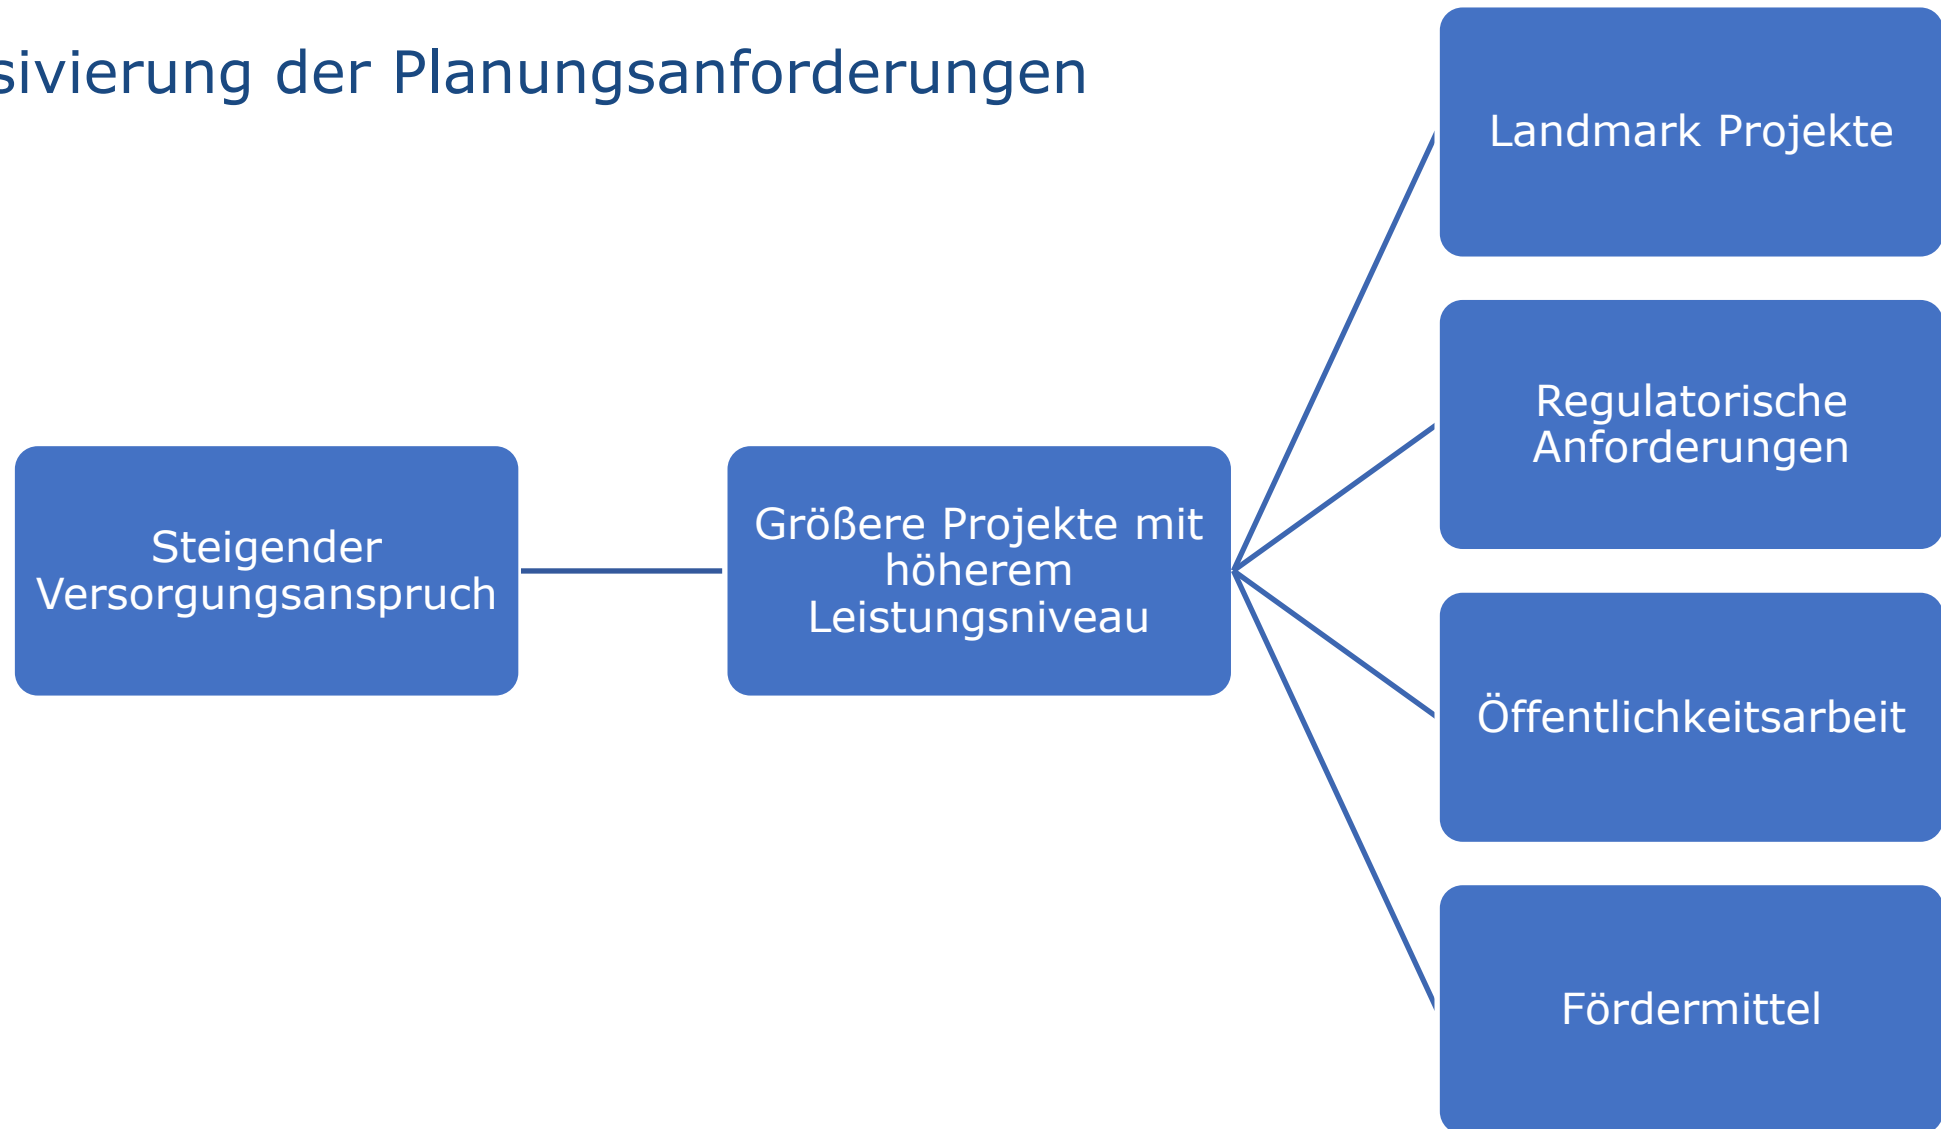 sivierung der Planungsanforderungen
Steigender
Versorgungsanspruch
Größere Projekte mit
höherem
Leistungsniveau
Landmark Projekte
Regulatorische
Anforderungen
Öffentlichkeitsarbeit
Fördermittel